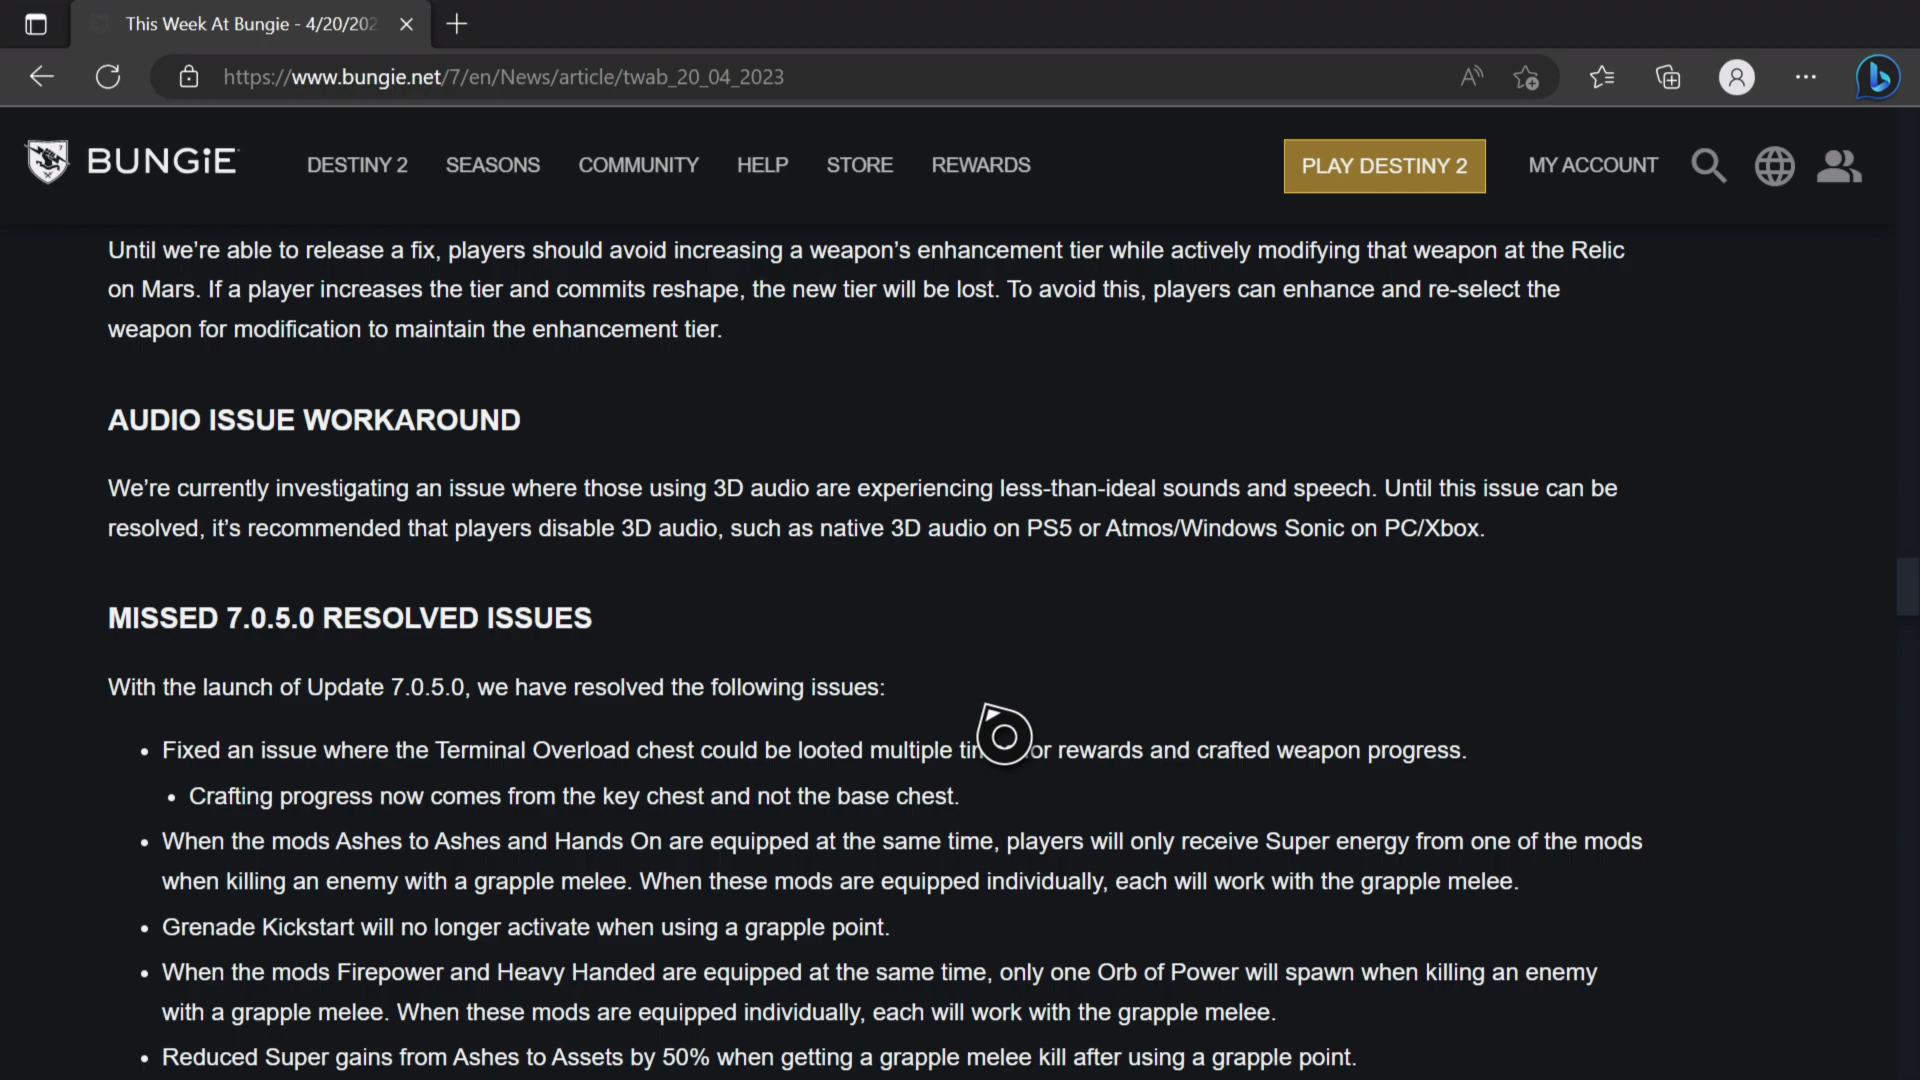 This Week At Bungie - 4/20/202
https://www.bungie.net/7/en/News/article/twab_20_04_2023
BUNGiE
DESTINY 2 SEASONS COMMUNITY HELP STORE REWARDS
PLAY DESTINY 2 MY ACCOUNT
Until we’re able to release a fix, players should avoid increasing a weapon’s enhancement tier while actively modifying that weapon at the Relic
on Mars. If a player increases the tier and commits reshape, the new tier will be lost. To avoid this, players can enhance and re-select the
weapon for modification to maintain the enhancement tier.
AUDIO ISSUE WORKAROUND
We’re currently investigating an issue where those using 3D audio are experiencing less-than-ideal sounds and speech. Until this issue can be
resolved, it’s recommended that players disable 3D audio, such as native 3D audio on PS5 or Atmos/Windows Sonic on PC/Xbox.
MISSED 7.0.5.0 RESOLVED ISSUES
With the launch of Update 7.0.5.0, we have resolved the following issues:
• Fixed an issue where the Terminal Overload chest could be looted multiple rewards and crafted weapon progress.
• Crafting progress now comes from the key chest and not the base chest.
• When the mods Ashes to Ashes and Hands On are equipped at the same time, players will only receive Super energy from one of the mods
when killing an enemy with a grapple melee. When these mods are equipped individually, each will work with the grapple melee.
• Grenade Kickstart will no longer activate when using a grapple point.
• When the mods Firepower and Heavy Handed are equipped at the same time, only one Orb of Power will spawn when killing an enemy
with a grapple melee. When these mods are equipped individually, each will work with the grapple melee.
• Reduced Super gains from Ashes to Assets by 50% when getting a grapple melee kill after using a grapple point.